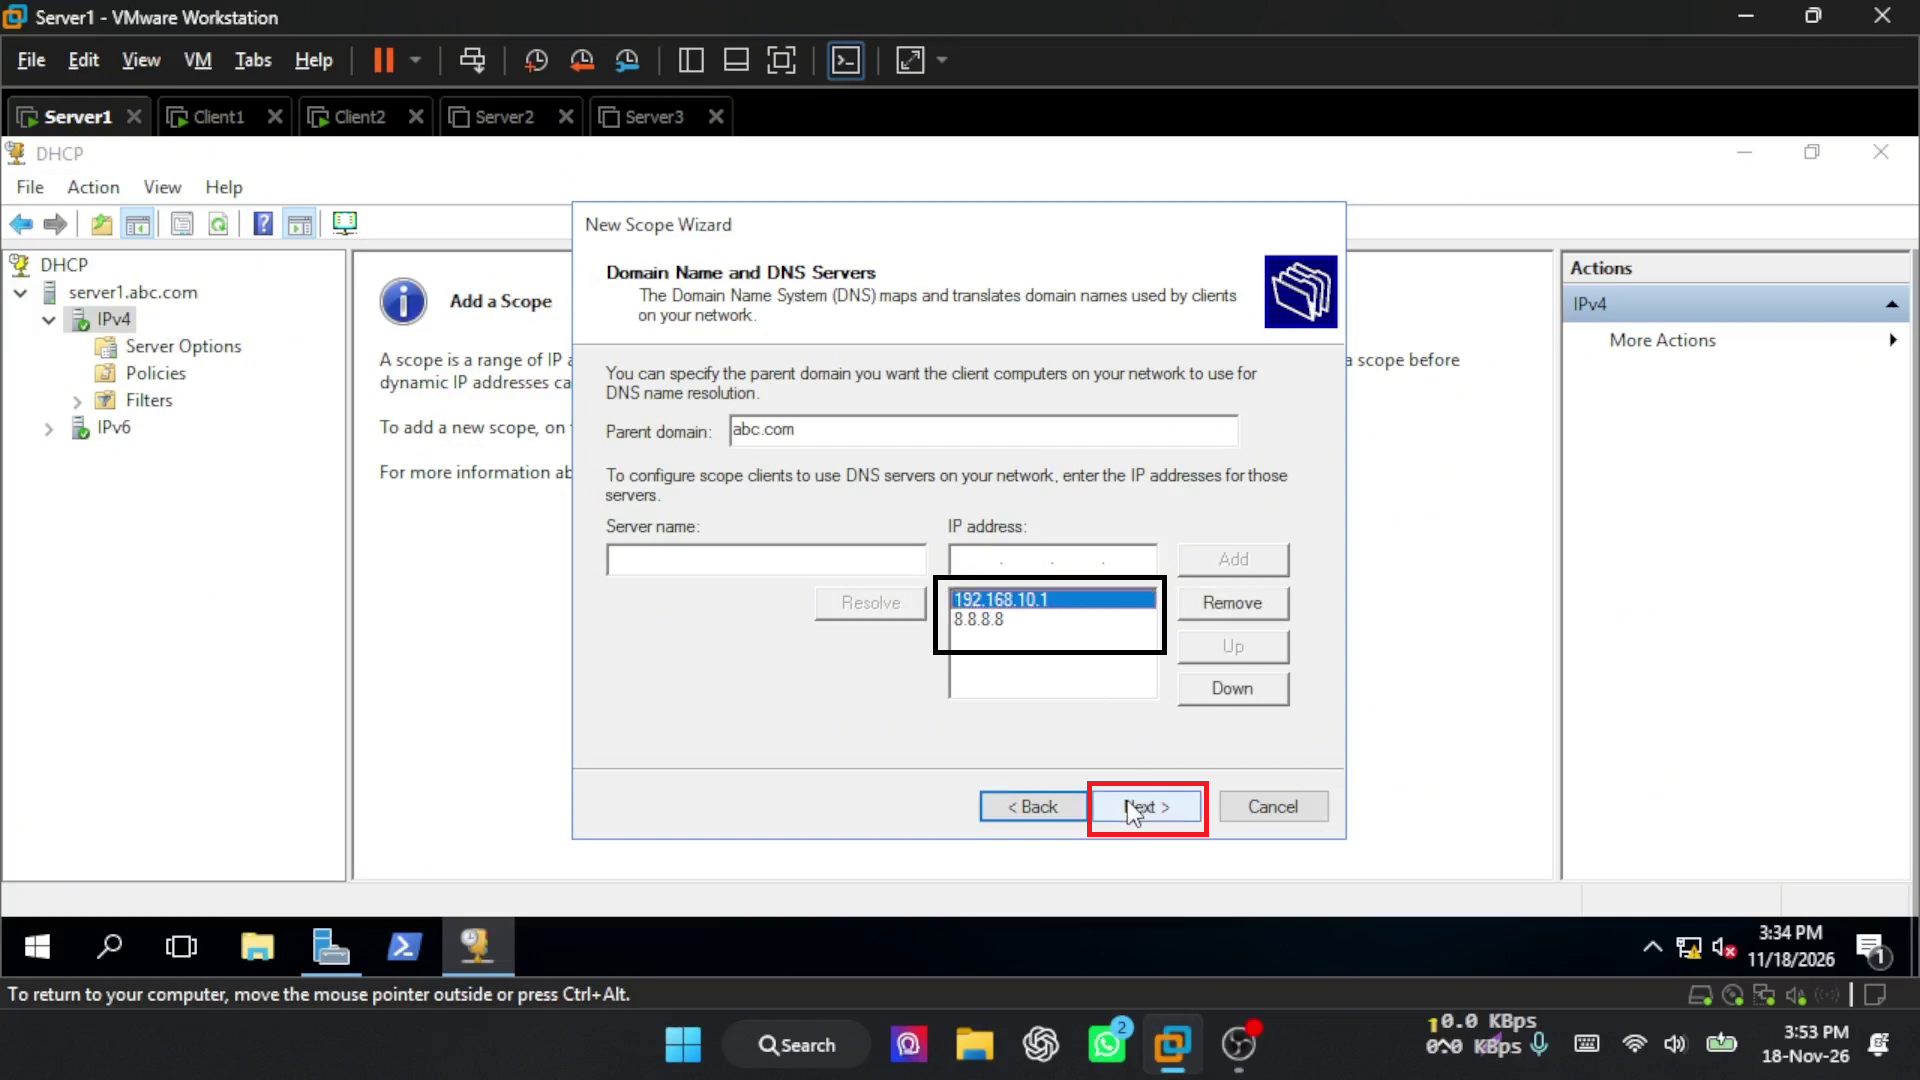 Server1 - VMware Workstation
File Edit View VM Tabs Help
Server1 Client1 Client2 Server2 Server3
DHCP
File Action View Help
DHCP
server1.abc.com
IPv4
Server Options
Policies
Filters
IPv6
Add a Scope
A scope is a range of IP a
a scope before
dynamic IP addresses ca
To add a new scope, on
For more information ab
New Scope Wizard
Domain Name and DNS Servers
The Domain Name System (DNS) maps and translates domain names used by clients
on your network.
You can specify the parent domain you want the client computers on your network to use for
DNS name resolution.
Parent domain: abc.com
To configure scope clients to use DNS servers on your network, enter the IP addresses for those
servers.
Server name: IP address:
Add
Resolve
192.168.10.1
8.8.8.8
Remove
Up
Down
< Back Next > Cancel
Actions
IPv4
More Actions
3:34 PM
11/18/2026
1
To return to your computer, move the mouse pointer outside or press Ctrl+Alt.
Search
2
0.0 KBps
0.0 KBps
3:53 PM
18-Nov-26